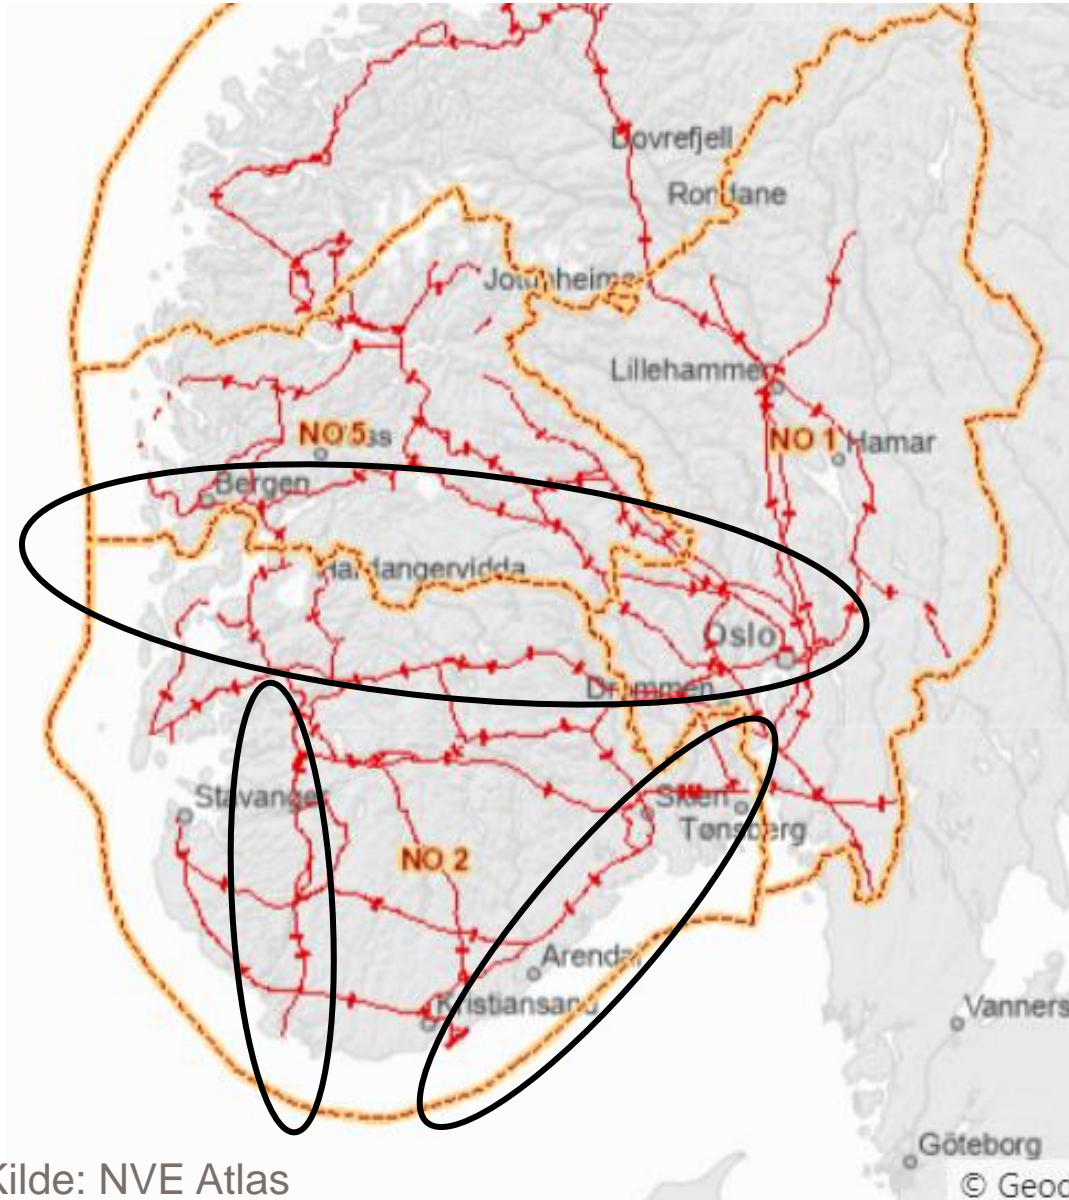 Dovrefjell
Rondane
Jotunheimen
Lillehammer
NO 5
NO 1
Hamar
Bergen
Hardangervidda
Oslo
Drammen
Stavanger
Skien
Tønsberg
NO 2
Arendal
Kristiansand
Vanners
Göteborg
Kilde: NVE Atlas
© Geod